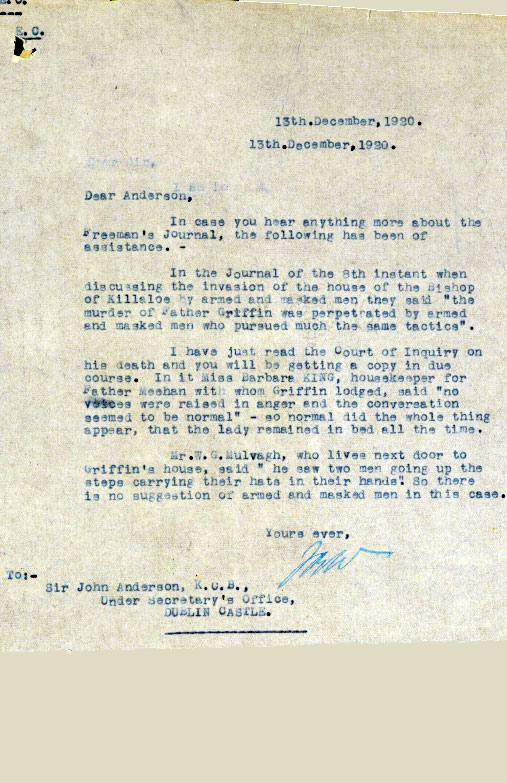 E.C.
E.C.
13th.December,1920.
13th.December,1920.
Dear Sir,
I am
Dear Anderson,
In case you hear anything more about the
Freeman's Journal, the following has been of
assistance. -
In the Journal of the 8th instant when
discussing the invasion of the house of the Bishop
of Killaloe by armed and masked men they said "the
murder of Father Griffin was perpetrated by armed
and masked men who pursued much the same tactics".
I have just read the Court of Inquiry on
his death and you will be getting a copy in due
course. In it Miss Barbara KING, housekeeper for
Father Meehan with whom Griffin lodged, said "no
voices were raised in anger and the conversation
seemed to be normal" - so normal did the whole thing
appear, that the lady remained in bed all the time.
Mr.W.G.Mulvagh, who lives next door to
Griffin's house, said " he saw two men going up the
steps carrying their hats in their hands". So there
is no suggestion of armed and masked men in this case.
Yours ever,
To:-
Sir John Anderson, K.C.B.,
Under Secretary's Office,
DUBLIN CASTLE.